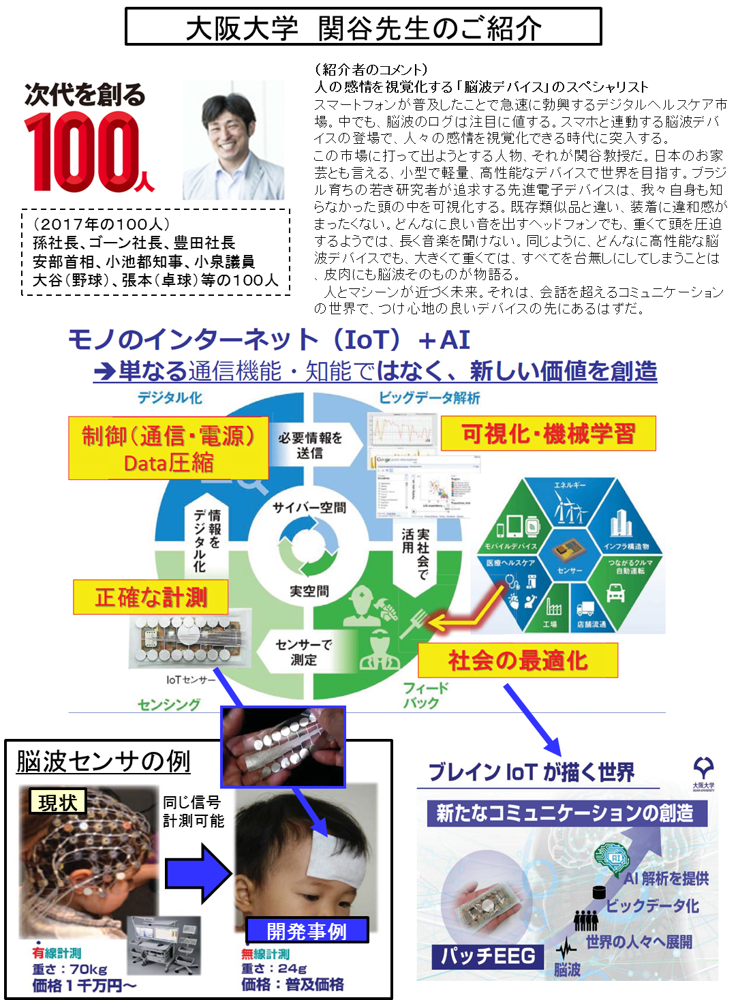 大阪大学　関谷先生のご紹介
次代を創る
100人
（2017年の100人）
孫社長、ゴーン社長、豊田社長
安部首相、小池都知事、小泉議員
大谷（野球）、張本（卓球）等の100人
（紹介者のコメント）
人の感情を視覚化する「脳波デバイス」のスペシャリスト
スマートフォンが普及したことで急速に勃興するデジタルヘルスケア市
場。中でも、脳波のログは注目に値する。スマホと連動する脳波デバ
イスの登場で、人々の感情を視覚化できる時代に突入する。
この市場に打って出ようとする人物、それが関谷教授だ。日本のお家
芸とも言える、小型で軽量、高性能なデバイスで世界を目指す。ブラジ
ル育ちの若き研究者が追求する先進電子デバイスは、我々自身も知
らなかった頭の中を可視化する。既存類似品と違い、装着に違和感が
まったくない。どんなに良い音を出すヘッドフォンでも、重くて頭を圧迫
するようでは、長く音楽を聞けない。同じように、どんなに高性能な脳
波デバイスでも、大きくて重くては、すべてを台無しにしてしまうことは
、皮肉にも脳波そのものが物語る。
　人とマシーンが近づく未来。それは、会話を超えるコミュニケーション
の世界で、つけ心地の良いデバイスの先にあるはずだ。
モノのインターネット（IoT）＋AI
➔単なる通信機能・知能ではなく、新しい価値を創造
デジタル化
ビッグデータ解析
制御（通信・電源）
Data圧縮
必要情報を
送信
可視化・機械学習
Google
サイバー空間
情報を
デジタル化
実社会で
活用
実空間
エネルギー
モバイルデバイス
インフラ構造物
センサー
医療ヘルスケア
つながるクルマ
自動運転
工場
店舗流通
正確な計測
センサーで
測定
社会の最適化
IoTセンサー
センシング
フィード
バック
脳波センサの例
現状
同じ信号
計測可能
開発事例
有線計測
重さ：70kg
価格１千万円～
無線計測
重さ：24g
価格：普及価格
ブレイン IoT が描く世界
大阪大学
OSAKA UNIVERSITY
新たなコミュニケーションの創造
AI
AI 解析を提供
ビックデータ化
世界の人々へ展開
パッチEEG
脳波